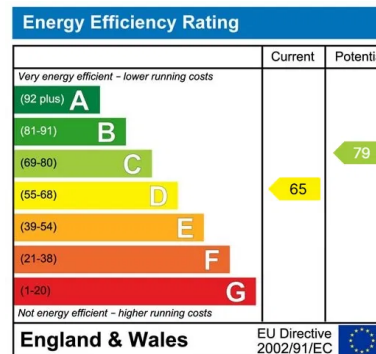 Energy Efficiency Rating
Current Potenti
Very energy efficient – lower running costs
(92 plus) A
(81-91) B
(69-80) C
79
(55-68) D
65
(39-54) E
(21-38) F
(1-20) G
Not energy efficient – higher running costs
England & Wales
EU Directive
2002/91/EC